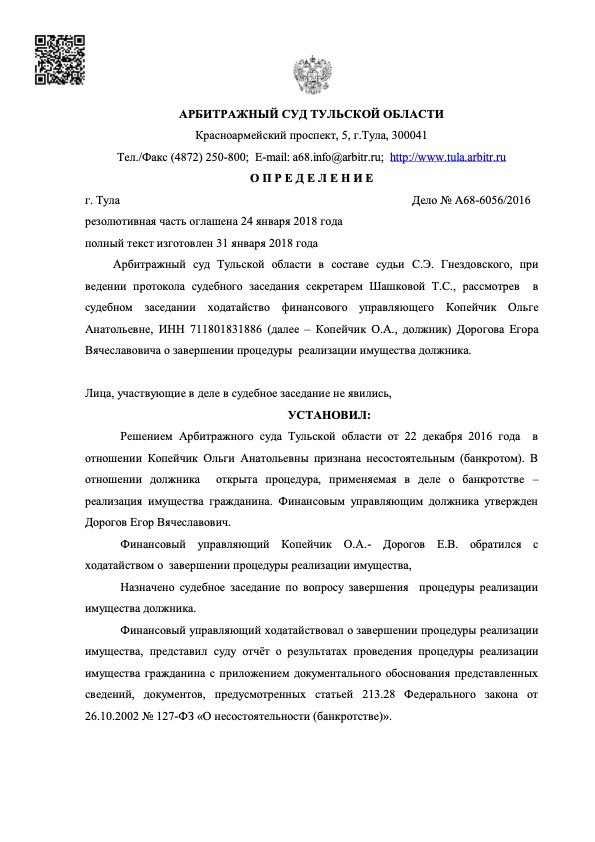 АРБИТРАЖНЫЙ СУД ТУЛЬСКОЙ ОБЛАСТИ
Красноармейский проспект, 5, г.Тула, 300041
Тел./Факс (4872) 250-800; E-mail: a68.info@arbitr.ru; http://www.tula.arbitr.ru
О П Р Е Д Е Л Е Н И Е
г. Тула Дело № А68-6056/2016
резолютивная часть оглашена 24 января 2018 года
полный текст изготовлен 31 января 2018 года
Арбитражный суд Тульской области в составе судьи С.Э. Гнездовского, при
ведении протокола судебного заседания секретарем Шашковой Т.С., рассмотрев в
судебном заседании ходатайство финансового управляющего Копейчик Ольге
Анатольевне, ИНН 711801831886 (далее – Копейчик О.А., должник) Дорогова Егора
Вячеславовича о завершении процедуры реализации имущества должника.
Лица, участвующие в деле в судебное заседание не явились,
УСТАНОВИЛ:
Решением Арбитражного суда Тульской области от 22 декабря 2016 года в
отношении Копейчик Ольги Анатольевны признана несостоятельным (банкротом). В
отношении должника открыта процедура, применяемая в деле о банкротстве –
реализация имущества гражданина. Финансовым управляющим должника утвержден
Дорогов Егор Вячеславович.
Финансовый управляющий Копейчик О.А.- Дорогов Е.В. обратился с
ходатайством о завершении процедуры реализации имущества,
Назначено судебное заседание по вопросу завершения процедуры реализации
имущества должника.
Финансовый управляющий ходатайствовал о завершении процедуры реализации
имущества, представил суду отчёт о результатах проведения процедуры реализации
имущества гражданина с приложением документального обоснования представленных
сведений, документов, предусмотренных статьей 213.28 Федерального закона от
26.10.2002 № 127-ФЗ «О несостоятельности (банкротстве)».